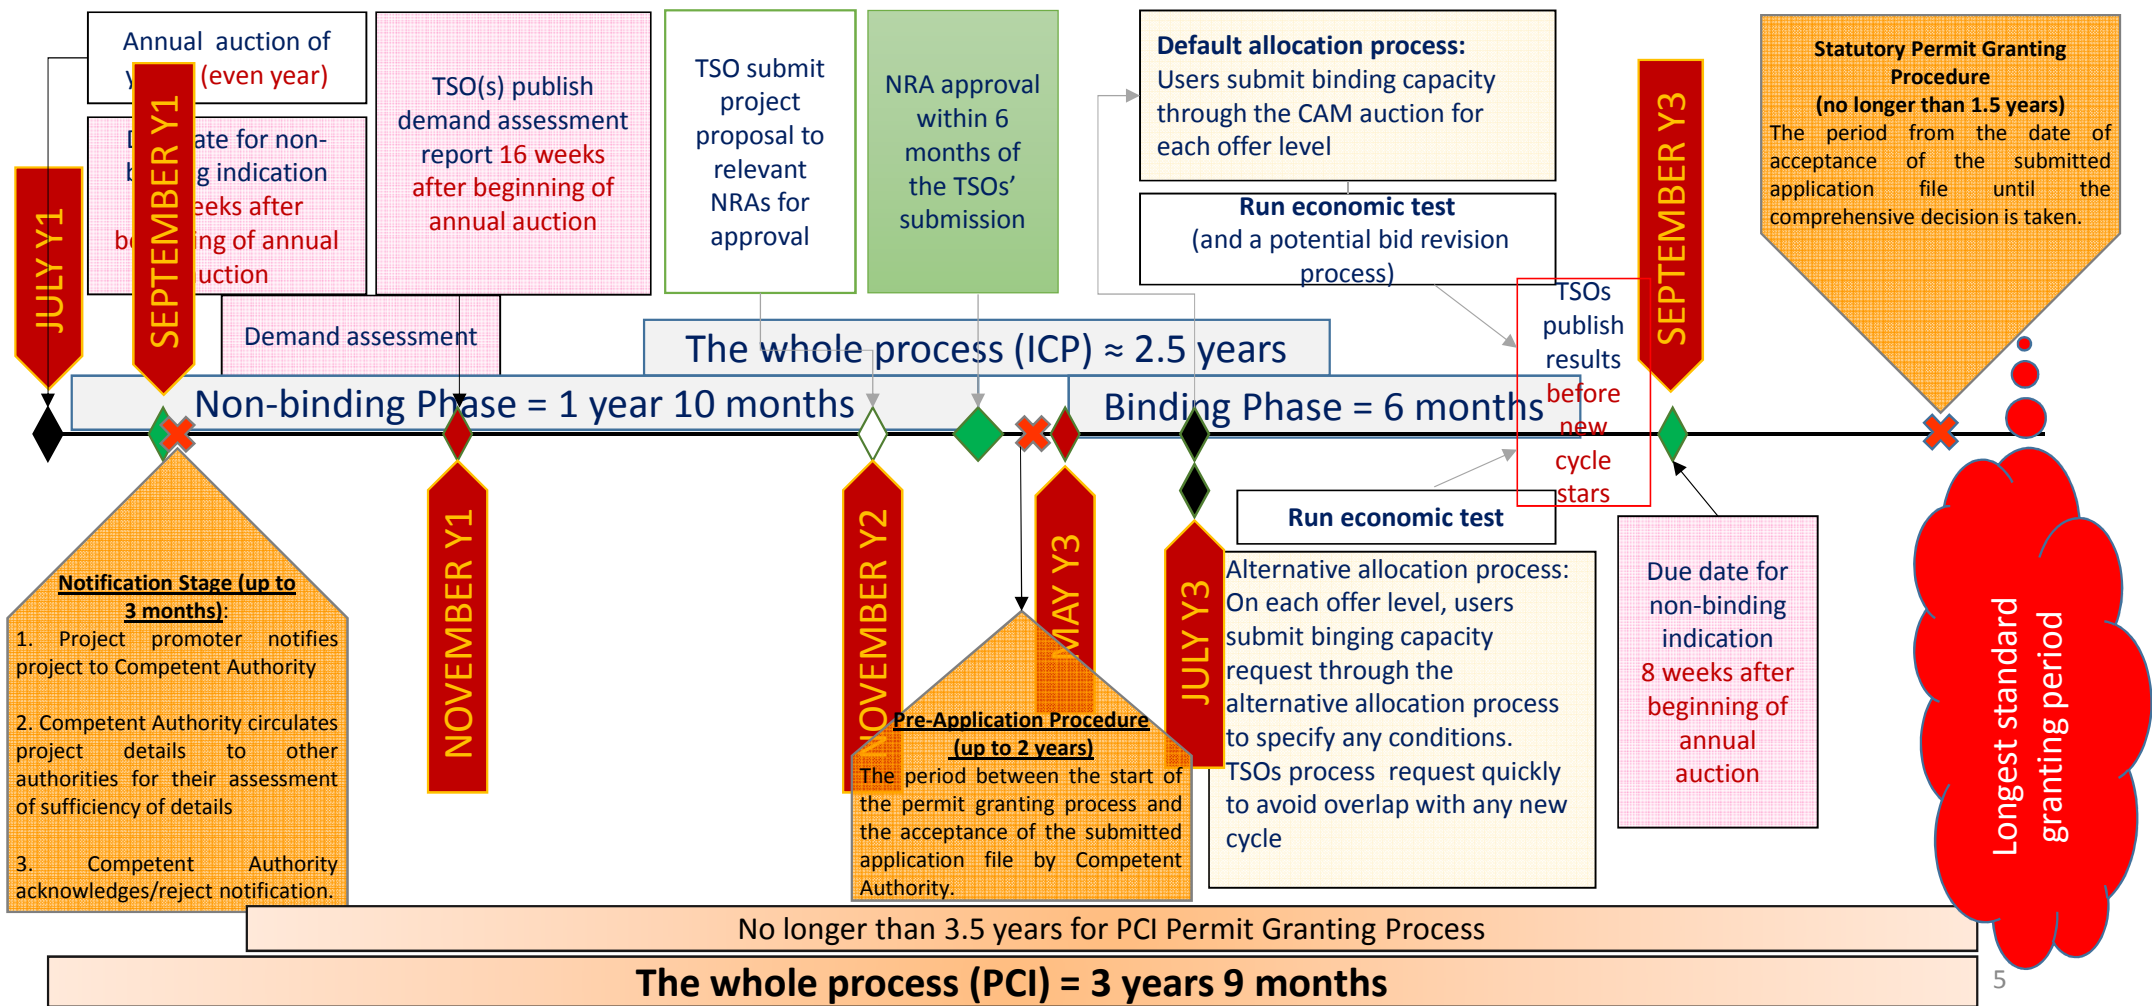 Annual auction of
(even year)
JULY Y1
ate for non-
g indication
eeks after
ing of annual
uction
SEPTEMBER Y1
TSO(s) publish
demand assessment
report 16 weeks
after beginning of
annual auction
Demand assessment
TSO submit
project
proposal to
relevant
NRAs for
approval
NRA approval
within 6
months of
the TSOs’
submission
Default allocation process:
Users submit binding capacity
through the CAM auction for
each offer level
Run economic test
(and a potential bid revision
process)
TSOs
publish
results
before
new
cycle
stars
SEPTEMBER Y3
Statutory Permit Granting
Procedure
(no longer than 1.5 years)
The period from the date of
acceptance of the submitted
application file until the
comprehensive decision is taken.
The whole process (ICP) ≈ 2.5 years
Non-binding Phase = 1 year 10 months
Binding Phase = 6 months
Notification Stage (up to
3 months):
1. Project promoter notifies
project to Competent Authority
2. Competent Authority circulates
project details to other
authorities for their assessment
of sufficiency of details
3. Competent Authority
acknowledges/reject notification.
NOVEMBER Y1
NOVEMBER Y2
MAY Y3
Pre-Application Procedure
(up to 2 years)
The period between the start of
the permit granting process and
the acceptance of the submitted
application file by Competent
Authority.
JULY Y3
Run economic test
Alternative allocation process:
On each offer level, users
submit binging capacity
request through the
alternative allocation process
to specify any conditions.
TSOs process request quickly
to avoid overlap with any new
cycle
Due date for
non-binding
indication
8 weeks after
beginning of
annual
auction
Longest standard
granting period
No longer than 3.5 years for PCI Permit Granting Process
The whole process (PCI) = 3 years 9 months
5